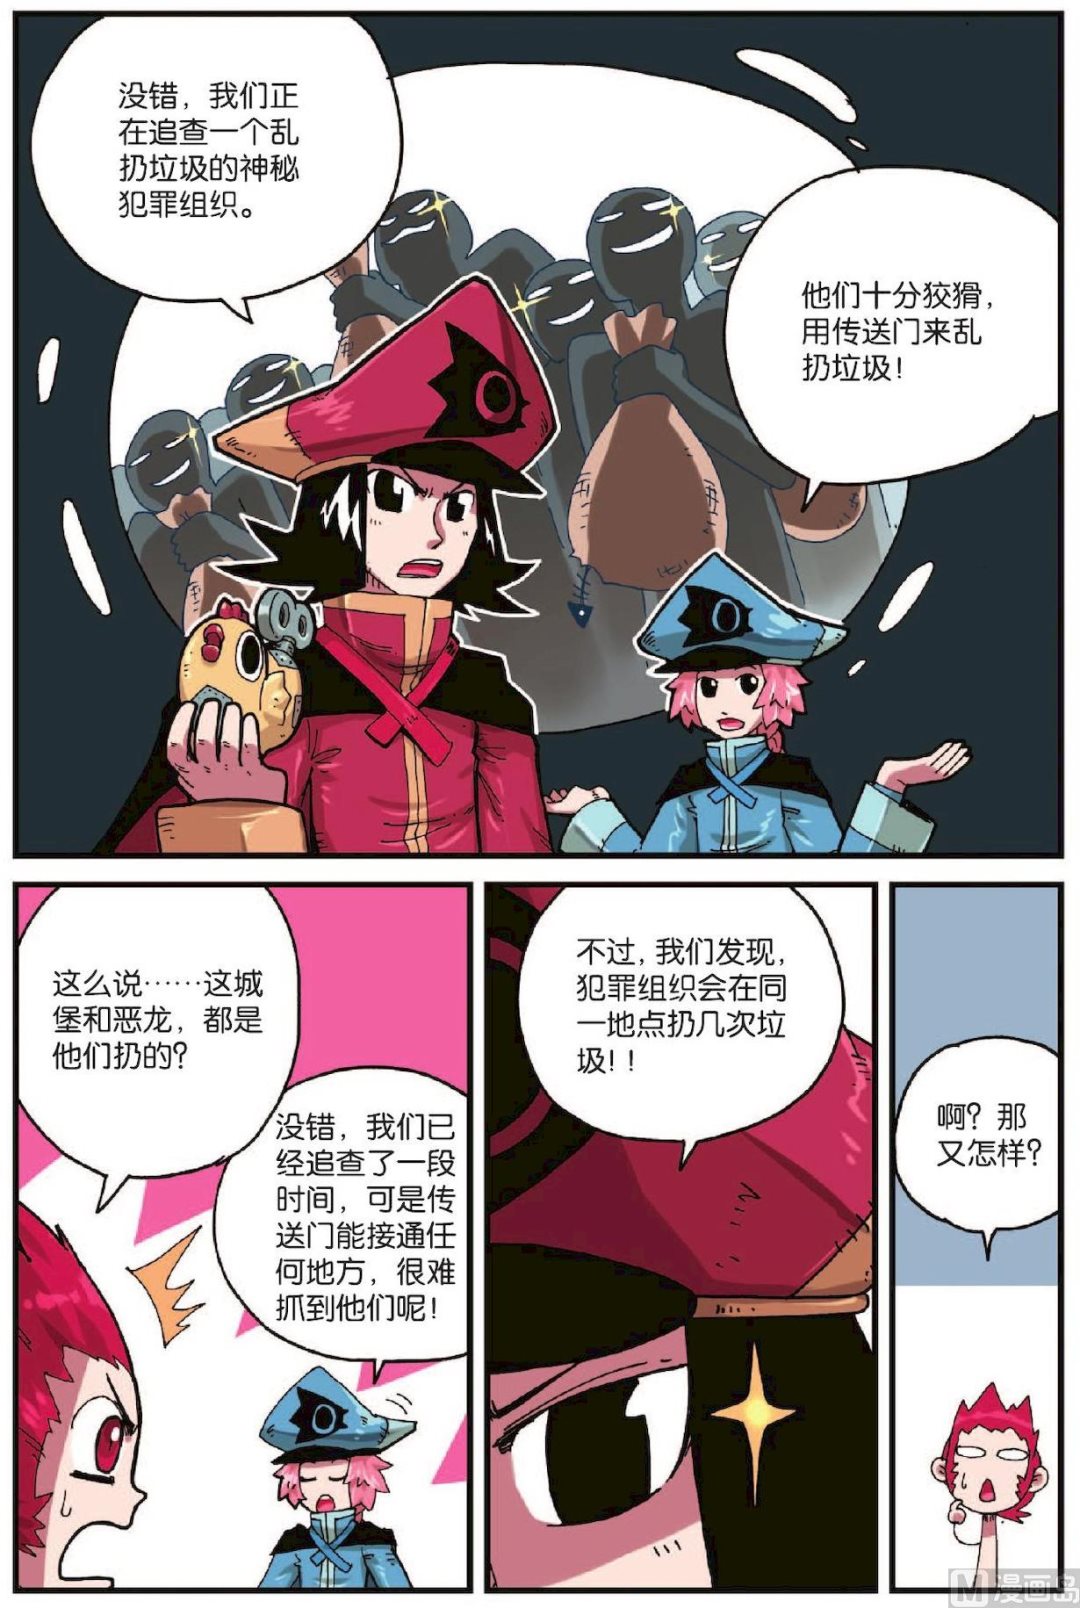 没错，我们正
在追查一个乱
扔垃圾的神秘
犯罪组织。
他们十分狡猾，
用传送门来乱
扔垃圾！
这么说……这城
堡和恶龙，都是
他们扔的？
没错，我们已
经追查了一段
时间，可是传
送门能接通任
何地方，很难
抓到他们呢！
不过，我们发现，
犯罪组织会在同
一地点扔几次垃
圾！！
啊？那
又怎样？
漫画岛